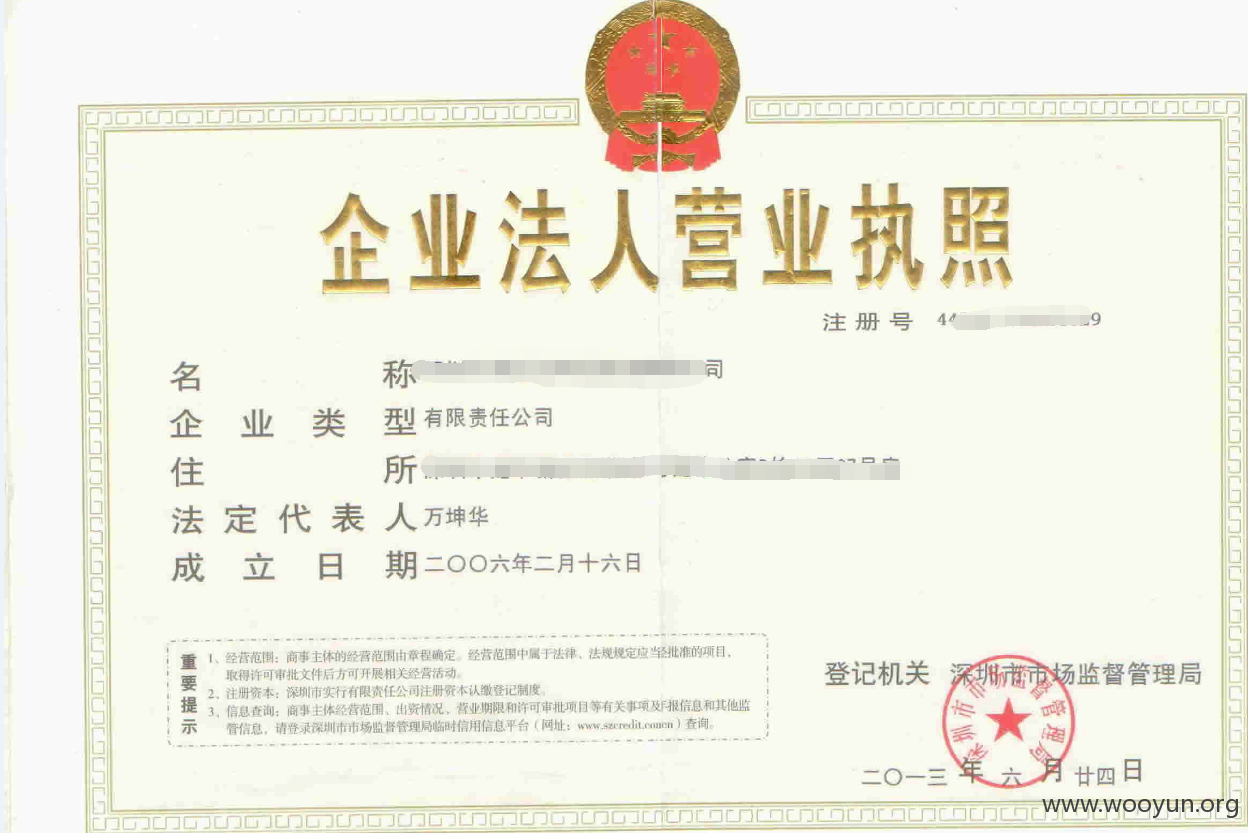 企业法人营业执照
注册号 44 9
名称 司
企业类型 有限责任公司
住所
法定代表人 万坤华
成立日期 二〇〇六年二月十六日
重要提示
1、经营范围：商事主体的经营范围由章程确定。经营范围中属于法律、法规规定应当经批准的项目，
取得许可审批文件后方可开展相关经营活动。
2、注册资本：深圳市实行有限责任公司注册资本认缴登记制度。
3、信息查询：商事主体经营范围、出资情况、营业期限和许可审批项目等有关事项及年报信息和其他监
管信息，请登录深圳市市场监督管理局临时信用信息平台（网址：www.szcredit.com.cn）查询。
登记机关 深圳市市场监督管理局
深圳市市场监督管理局
二〇一三年六月廿四日
www.wooyun.org